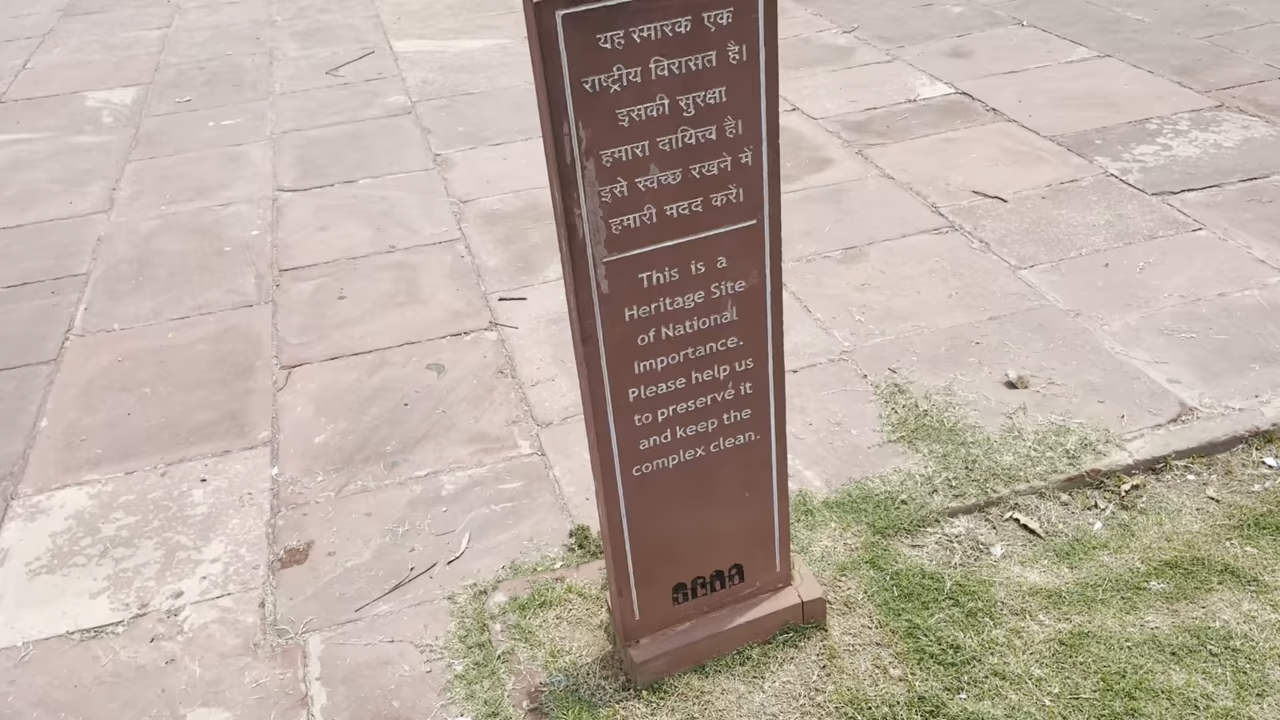 यह स्मारक एक
राष्ट्रीय विरासत है।
इसकी सुरक्षा
हमारा दायित्त्व है।
इसे स्वच्छ रखने में
हमारी मदद करें।
This is a
Heritage Site
of National
Importance.
Please help us
to preserve it
and keep the
complex clean.